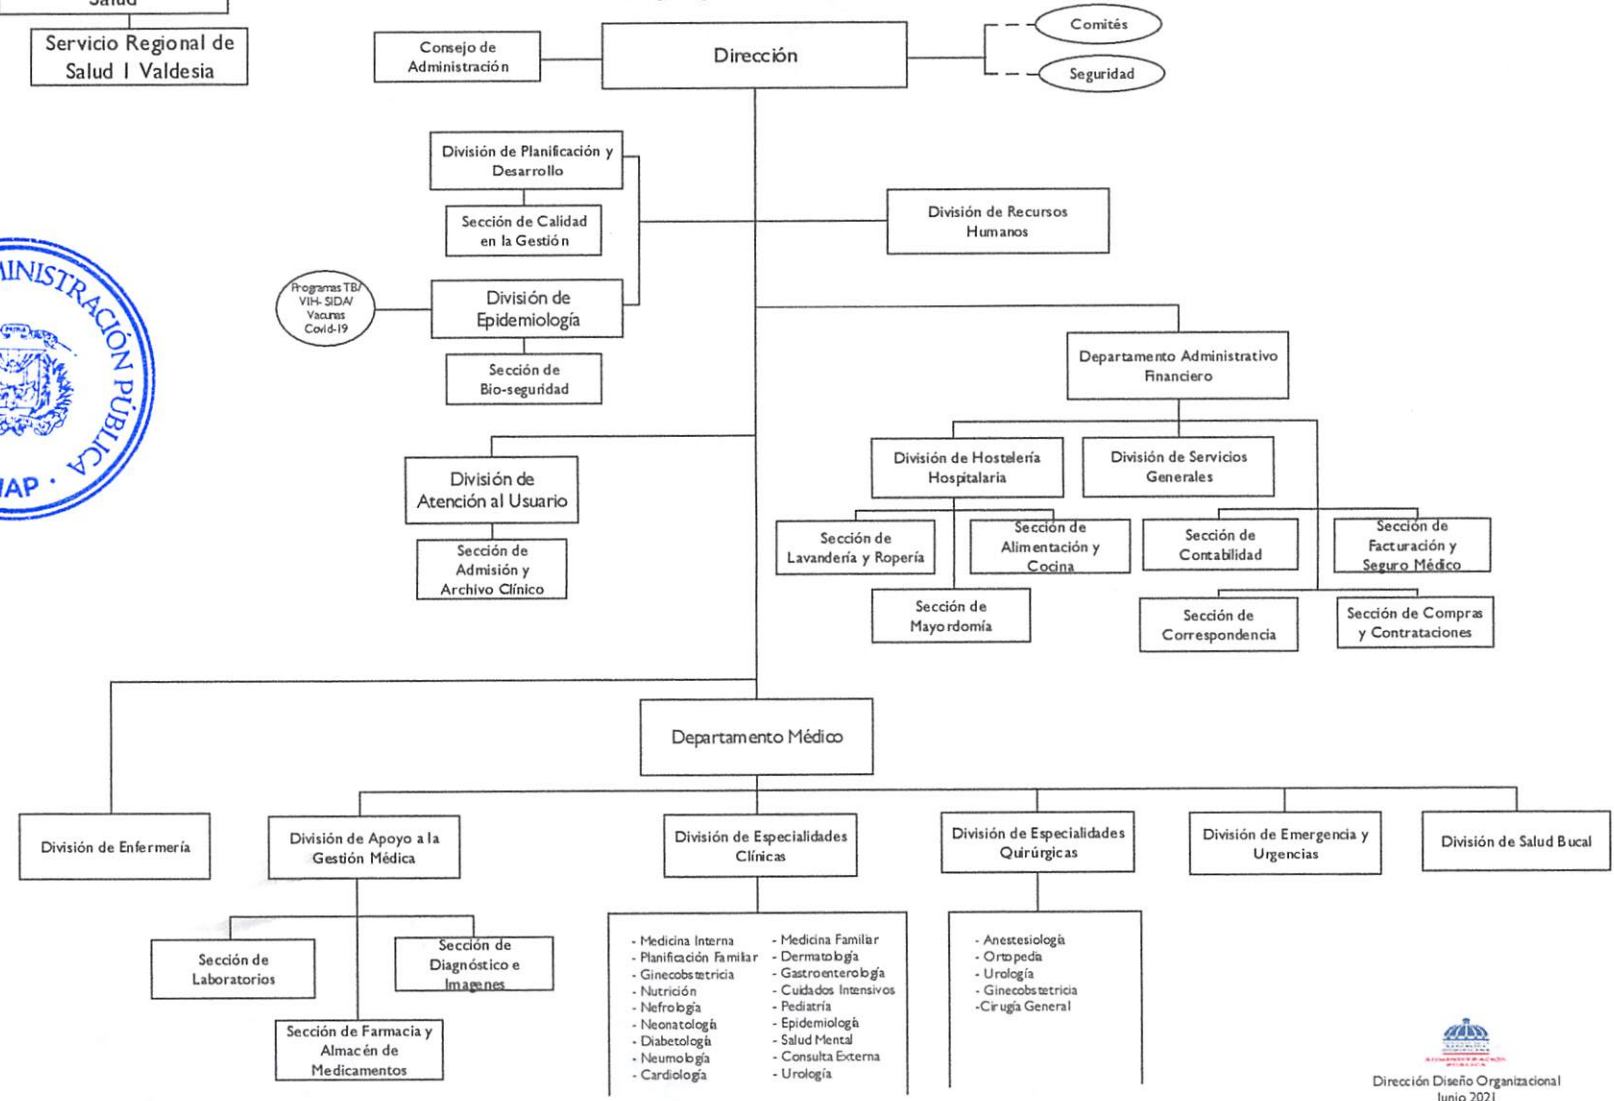 Salud
Servicio Regional de
Salud I Valdesia
Consejo de
Administración
Dirección
Comités
Seguridad
División de Planificación y
Desarrollo
Sección de Calidad
en la Gestión
División de Recursos
Humanos
Programas TB/
VIH- SIDA/
Vacunas
Covid-19
División de
Epidemiología
Sección de
Bio-seguridad
Departamento Administrativo
Financiero
MINISTRACIÓN PÚBLICA
MAP ·
División de
Atención al Usuario
Sección de
Admisión y
Archivo Clínico
División de Hostelería
Hospitalaria
División de Servicios
Generales
Sección de
Lavandería y Ropería
Sección de
Alimentación y
Cocina
Sección de
Contabilidad
Sección de
Facturación y
Seguro Médico
Sección de
Mayordomía
Sección de
Correspondencia
Sección de Compras
y Contrataciones
Departamento Médico
División de Enfermería
División de Apoyo a la
Gestión Médica
División de Especialidades
Clínicas
División de Especialidades
Quirúrgicas
División de Emergencia y
Urgencias
División de Salud Bucal
Sección de
Laboratorios
Sección de
Diagnóstico e
Imagenes
Sección de Farmacia y
Almacén de
Medicamentos
- Medicina Interna
- Planificación Familiar
- Ginecobstetricia
- Nutrición
- Nefrología
- Neonatología
- Diabetología
- Neumología
- Cardiología
- Medicina Familiar
- Dermatología
- Gastroenterología
- Cuidados Intensivos
- Pediatría
- Epidemiología
- Salud Mental
- Consulta Externa
- Urología
- Anestesiología
- Ortopedia
- Urología
- Ginecobstetricia
-Cirugía General
ADMINISTRACIÓN
PÚBLICA
Dirección Diseño Organizacional
Junio 2021